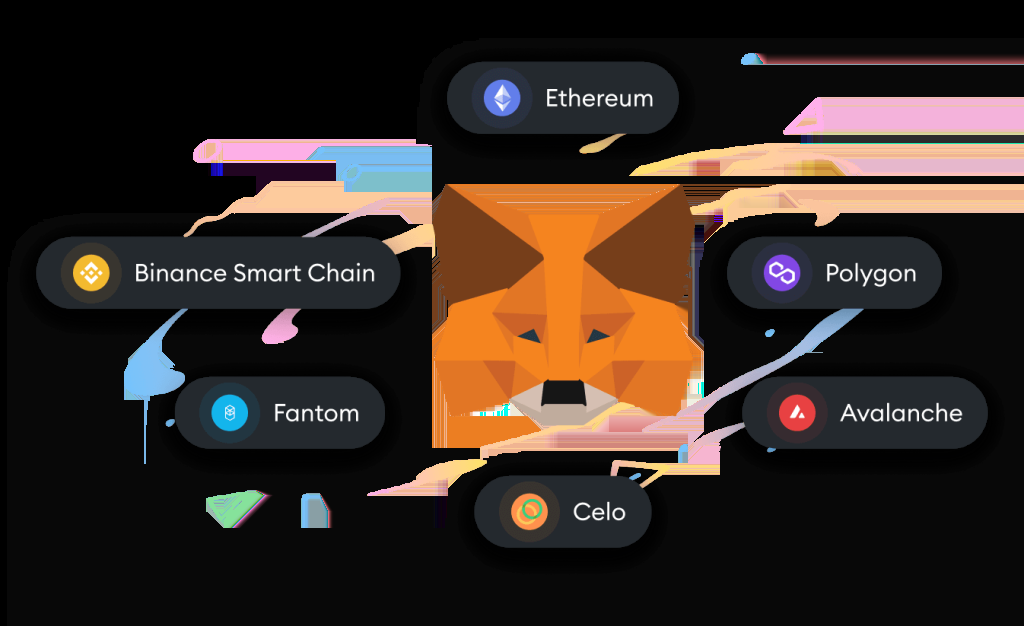 Ethereum
Binance Smart Chain
Polygon
Fantom
Avalanche
Celo